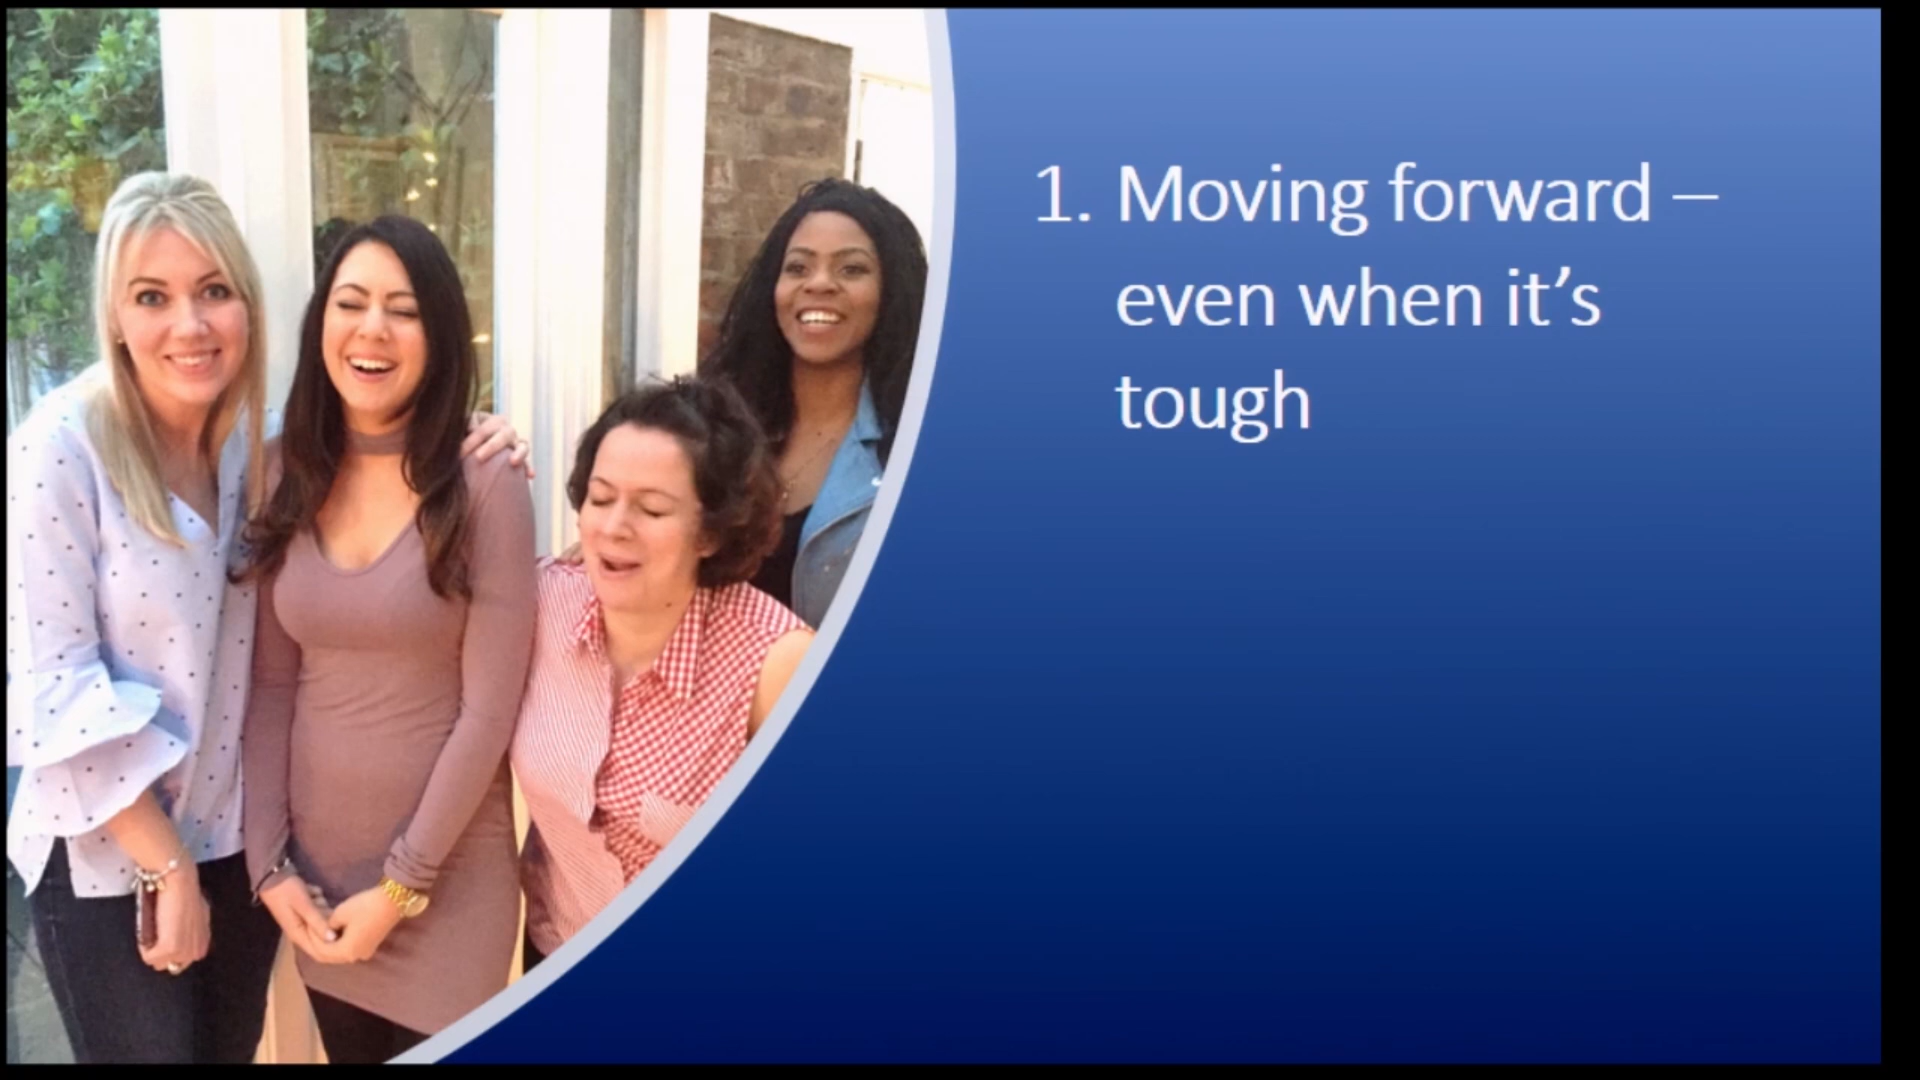 1. Moving forward –
even when it's
tough